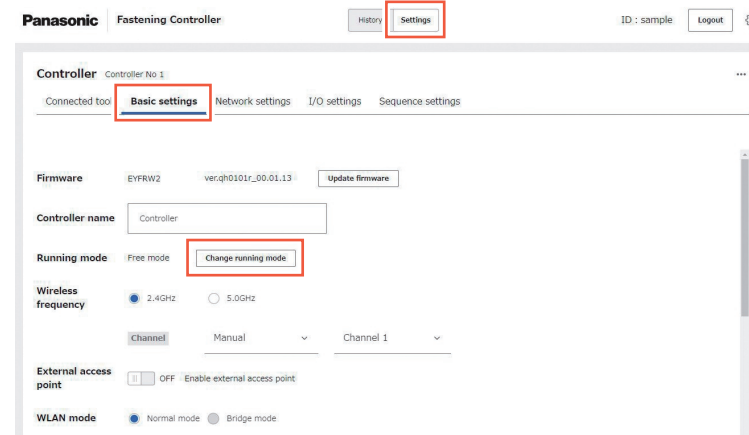 Panasonic Fastening Controller History Settings ID : sample Logout
Controller Controller No 1
Connected tool Basic settings Network settings I/O settings Sequence settings
Firmware EYFRW2 ver.qh0101r_00.01.13 Update firmware
Controller name Controller
Running mode Free mode Change running mode
Wireless
frequency 2.4GHz 5.0GHz
Channel Manual Channel 1
External access
point OFF Enable external access point
WLAN mode Normal mode Bridge mode